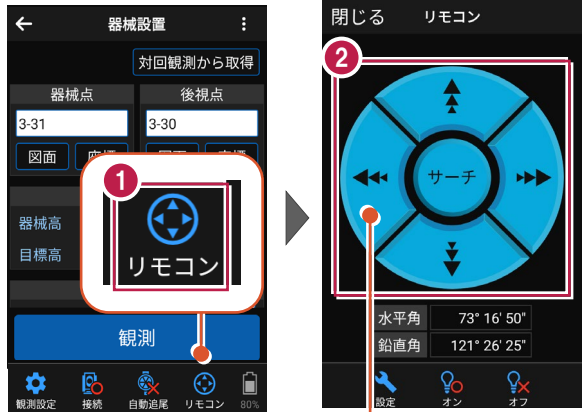 器械設置
対回観測から取得
器械点
後視点
3-31
3-30
図面
図面
1
器械高
目標高
リモコン
観測
観測設定
接続
自動追尾
リモコン
80%
閉じる
リモコン
2
サーチ
水平角
73° 16' 50"
鉛直角
121° 26' 25"
設定
オン
オフ